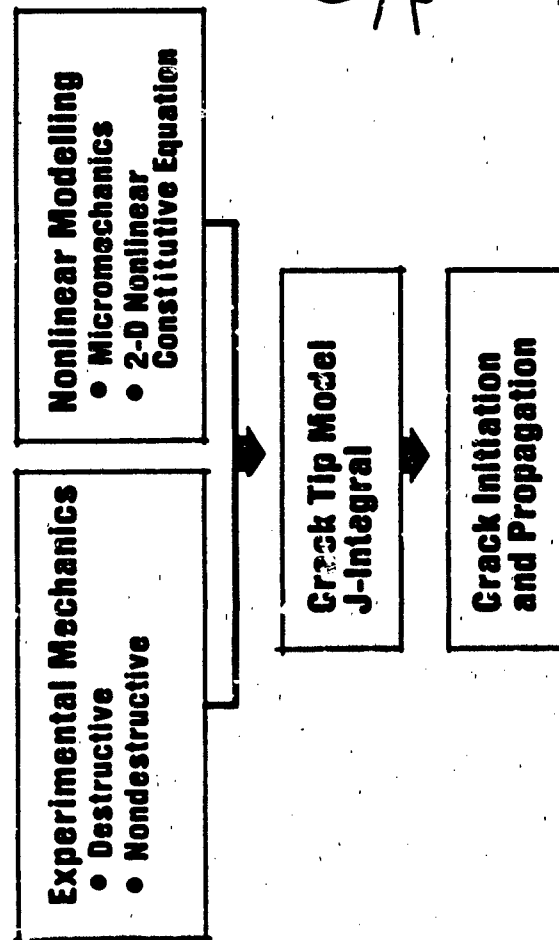 Experimental Mechanics
● Destructive
● Nondestructive
Nonlinear Modelling
● Micromechanics
● 2-D Nonlinear
Constitutive Equation
Crack Tip Model
J-Integral
Crack Initiation
and Propagation